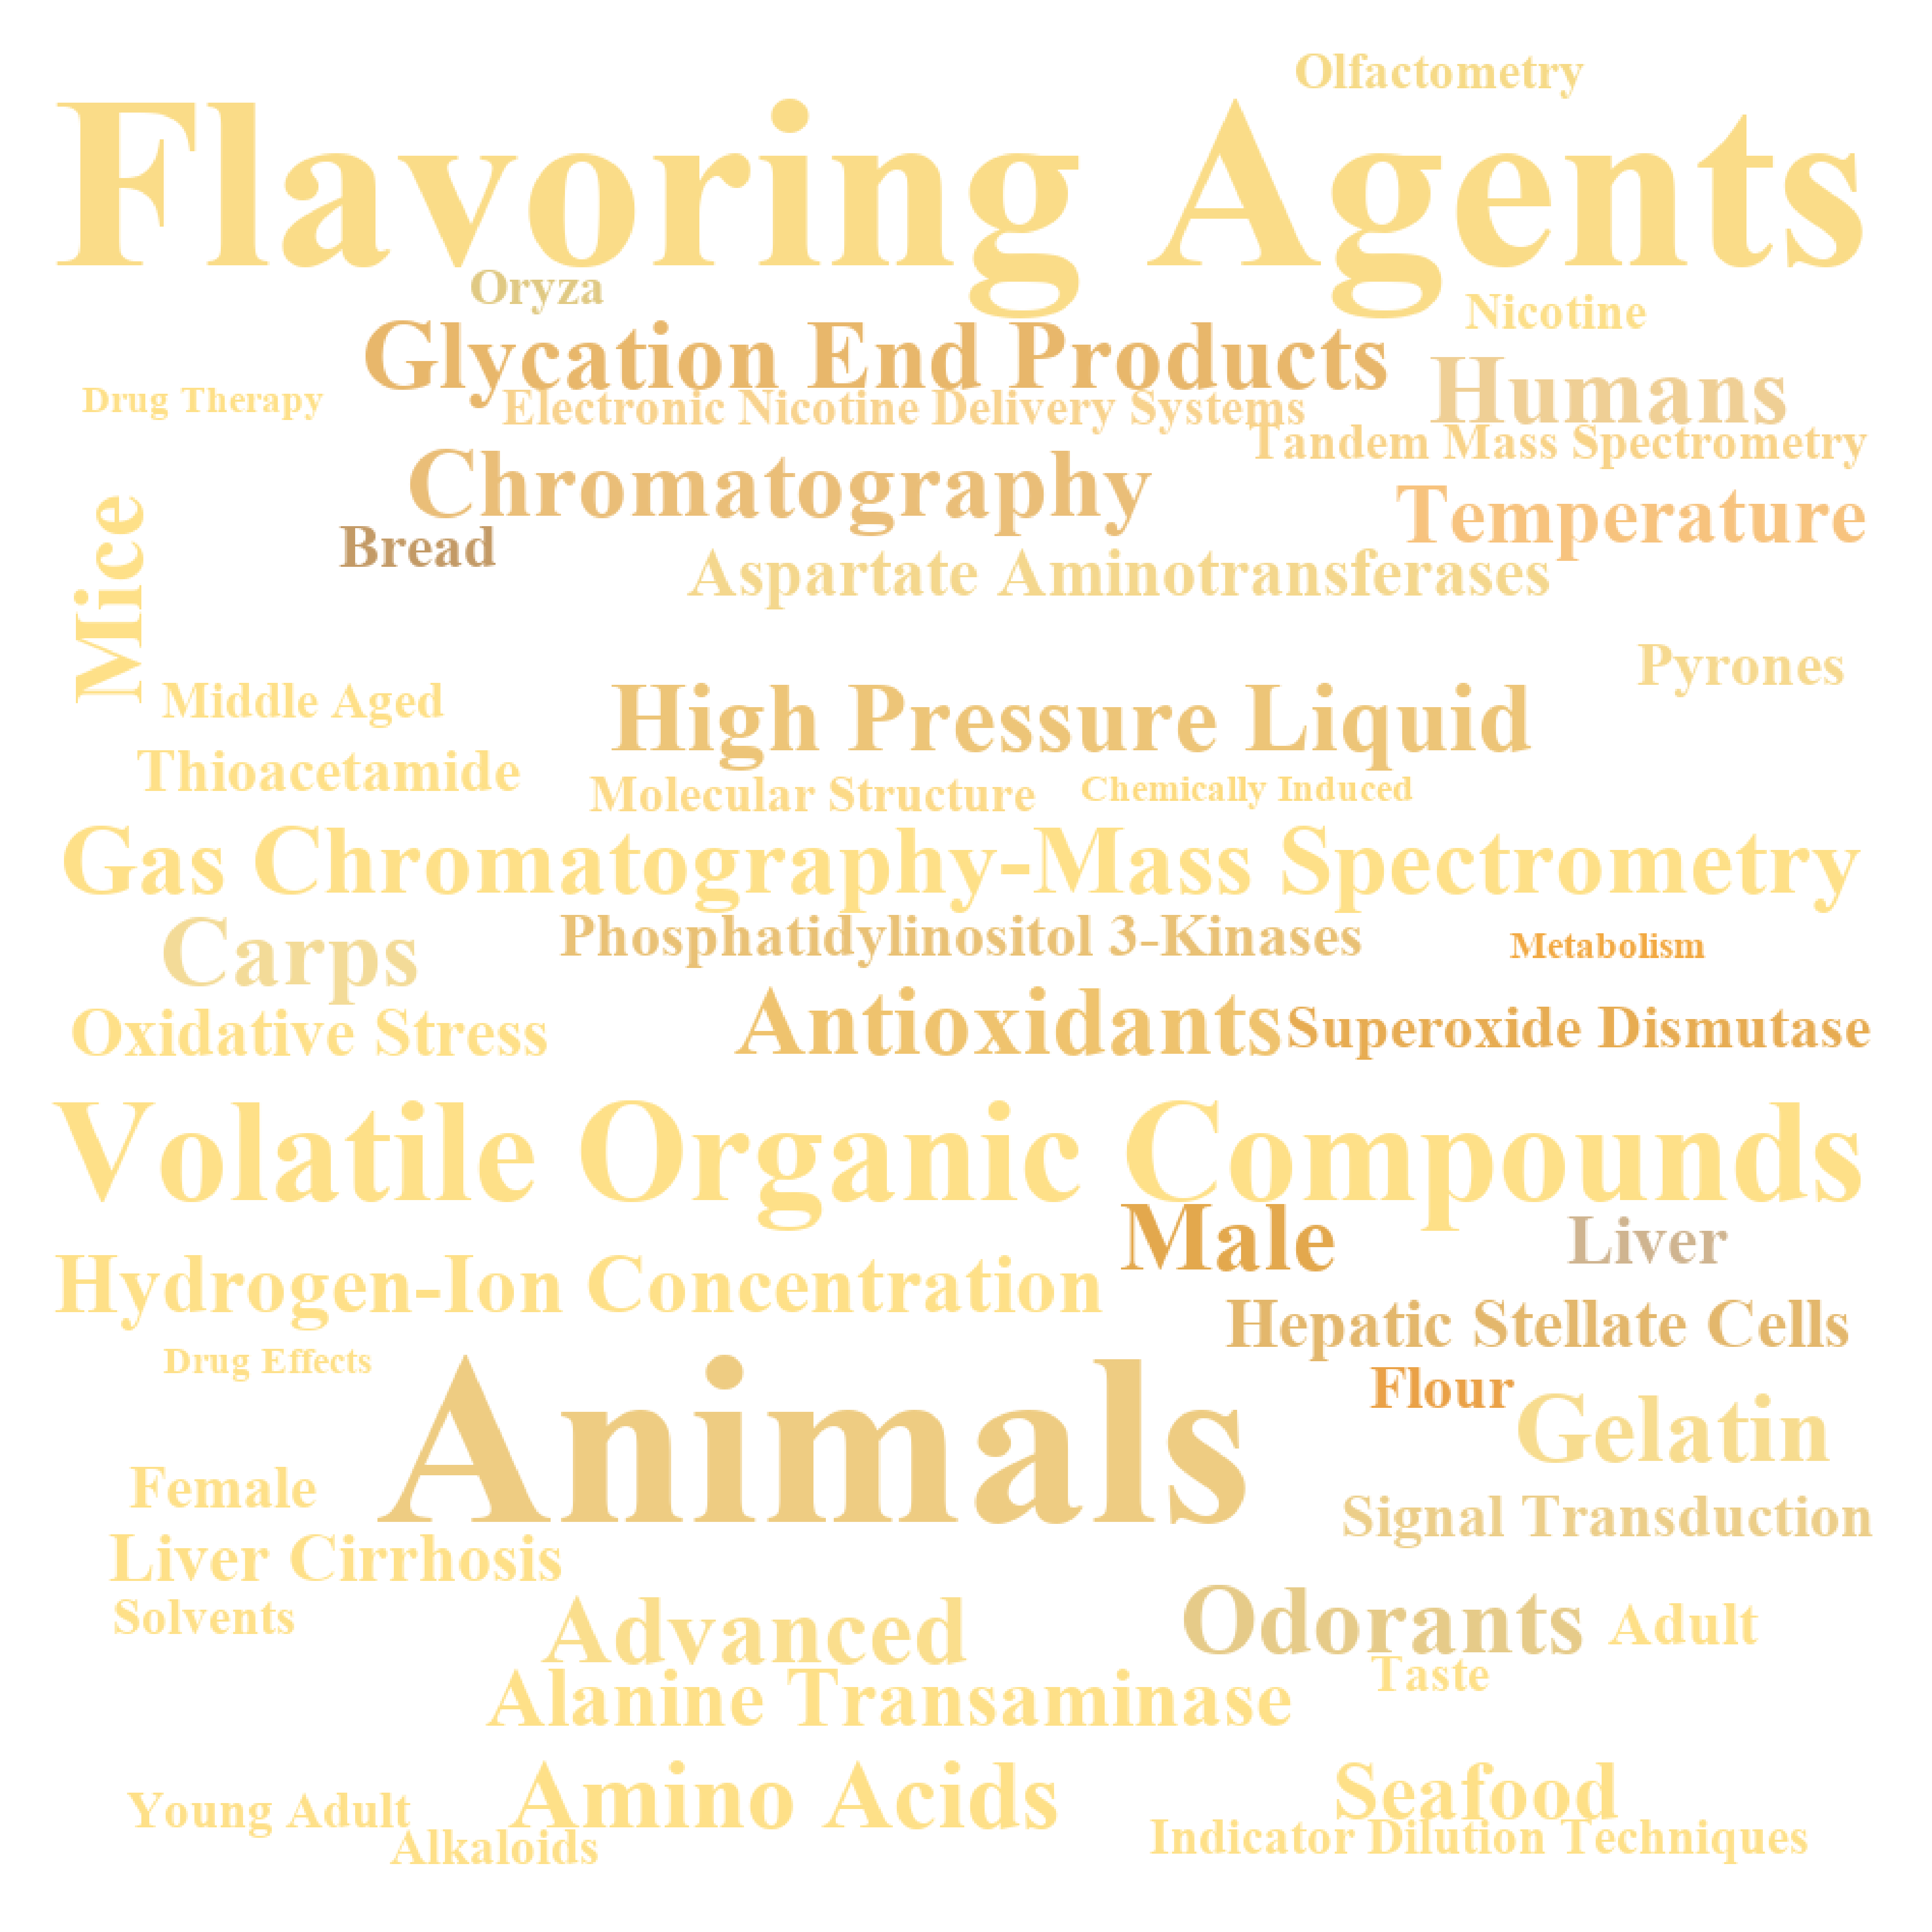 Olfactometry
Flavoring Agents
Oryza
Nicotine
Glycation End Products
Humans
Drug Therapy
Electronic Nicotine Delivery Systems
Tandem Mass Spectrometry
Chromatography
Temperature
Mice
Bread
Aspartate Aminotransferases
Pyrones
Middle Aged
High Pressure Liquid
Thioacetamide
Molecular Structure
Chemically Induced
Gas Chromatography-Mass Spectrometry
Carps
Phosphatidylinositol 3-Kinases
Metabolism
Oxidative Stress
Antioxidants
Superoxide Dismutase
Volatile Organic Compounds
Male
Liver
Hydrogen-Ion Concentration
Hepatic Stellate Cells
Drug Effects
Flour
Animals
Gelatin
Female
Signal Transduction
Liver Cirrhosis
Solvents
Advanced
Odorants
Adult
Taste
Alanine Transaminase
Young Adult
Amino Acids
Seafood
Alkaloids
Indicator Dilution Techniques